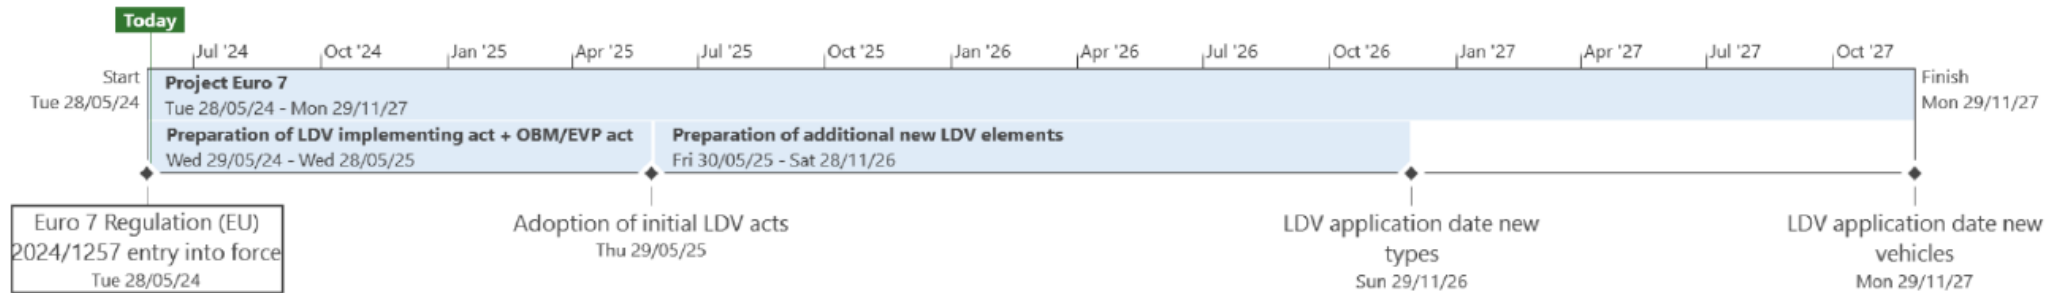 Today
Jul '24 Oct '24 Jan '25 Apr '25 Jul '25 Oct '25 Jan '26 Apr '26 Jul '26 Oct '26 Jan '27 Apr '27 Jul '27 Oct '27
Start
Tue 28/05/24
Project Euro 7
Tue 28/05/24 - Mon 29/11/27
Finish
Mon 29/11/27
Preparation of LDV implementing act + OBM/EVP act
Wed 29/05/24 - Wed 28/05/25
Preparation of additional new LDV elements
Fri 30/05/25 - Sat 28/11/26
Euro 7 Regulation (EU)
2024/1257 entry into force
Tue 28/05/24
Adoption of initial LDV acts
Thu 29/05/25
LDV application date new
types
Sun 29/11/26
LDV application date new
vehicles
Mon 29/11/27